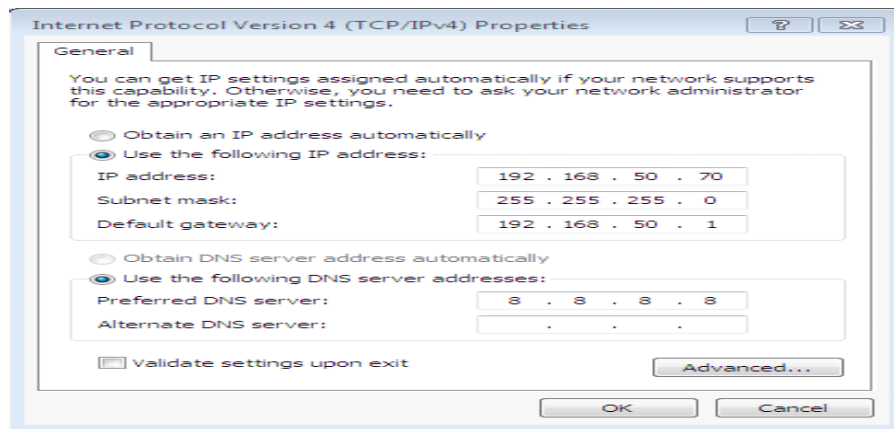 Internet Protocol Version 4 (TCP/IPv4) Properties
General
You can get IP settings assigned automatically if your network supports
this capability. Otherwise, you need to ask your network administrator
for the appropriate IP settings.
Obtain an IP address automatically
Use the following IP address:
IP address: 192 . 168 . 50 . 70
Subnet mask: 255 . 255 . 255 . 0
Default gateway: 192 . 168 . 50 . 1
Obtain DNS server address automatically
Use the following DNS server addresses:
Preferred DNS server: 8 . 8 . 8 . 8
Alternate DNS server: . . .
Validate settings upon exit
Advanced...
OK Cancel